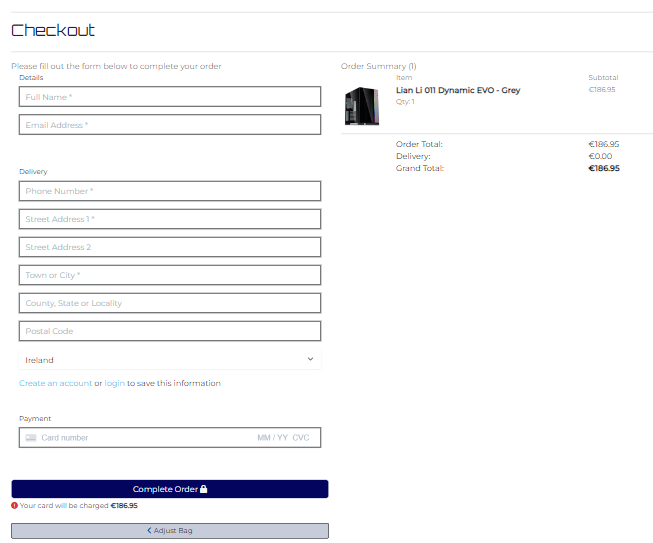 Checkout
Please fill out the form below to complete your order
Details
Full Name *
Email Address *
Delivery
Phone Number *
Street Address 1 *
Street Address 2
Town or City *
County, State or Locality
Postal Code
Ireland
Create an account or login to save this information
Payment
Card number MM / YY CVC
Complete Order
Your card will be charged €186.95
Adjust Bag
Order Summary (1)
Item Subtotal
Lian Li 011 Dynamic EVO - Grey €186.95
Qty: 1
Order Total: €186.95
Delivery: €0.00
Grand Total: €186.95